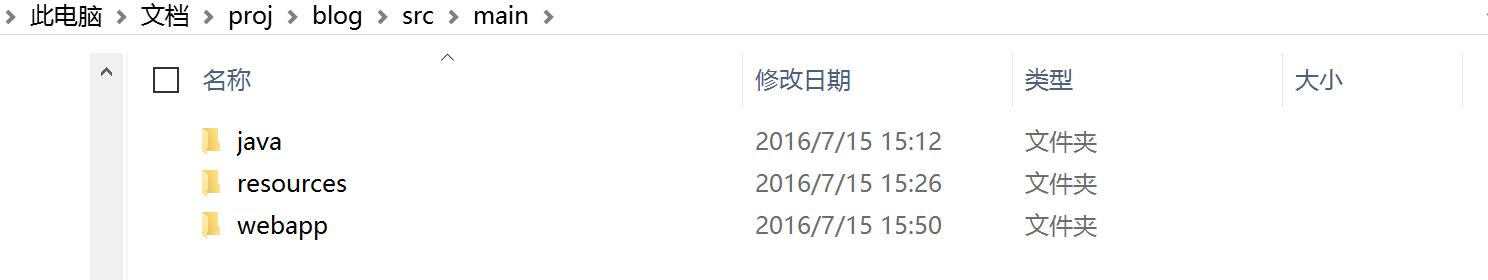 此电脑 文档 proj blog src main
名称 修改日期 类型 大小
java 2016/7/15 15:12 文件夹
resources 2016/7/15 15:26 文件夹
webapp 2016/7/15 15:50 文件夹